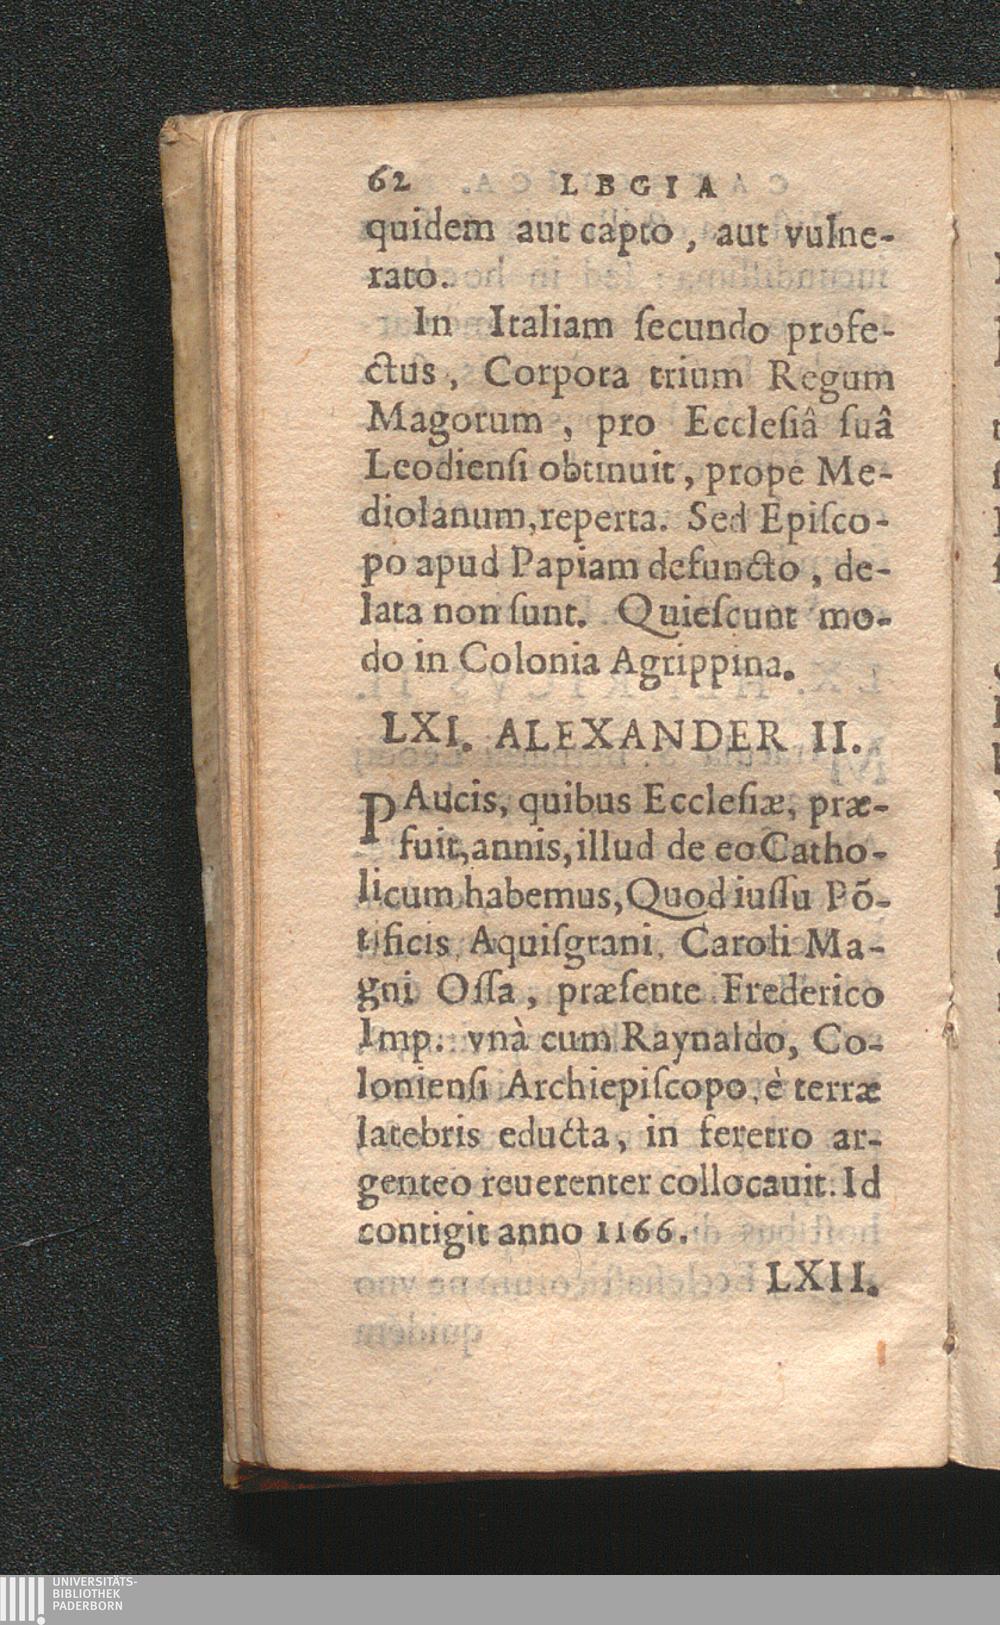 62 LEGIA
quidem aut capto, aut vulne-
rato.
In Italiam ſecundo profe-
ctus, Corpora trium Regum
Magorum, pro Eccleſiâ ſuâ
Leodienſi obtinuit, prope Me-
diolanum, reperta. Sed Epiſco-
po apud Papiam defuncto, de-
lata non ſunt. Quieſcunt mo-
do in Colonia Agrippina.
LXI. ALEXANDER II.
PAucis, quibus Eccleſiæ, præ-
fuit, annis, illud de eo Catho-
licum habemus, Quod iuſſu Põ-
tificis, Aquiſgrani, Caroli Ma-
gni Oſſa, præſente Frederico
Imp. vnà cum Raynaldo, Co-
lonienſi Archiepiſcopo, è terræ
latebris educta, in feretro ar-
genteo reuerenter collocauit. Id
contigit anno 1166.
LXII.
UNIVERSITÄTS-
BIBLIOTHEK
PADERBORN